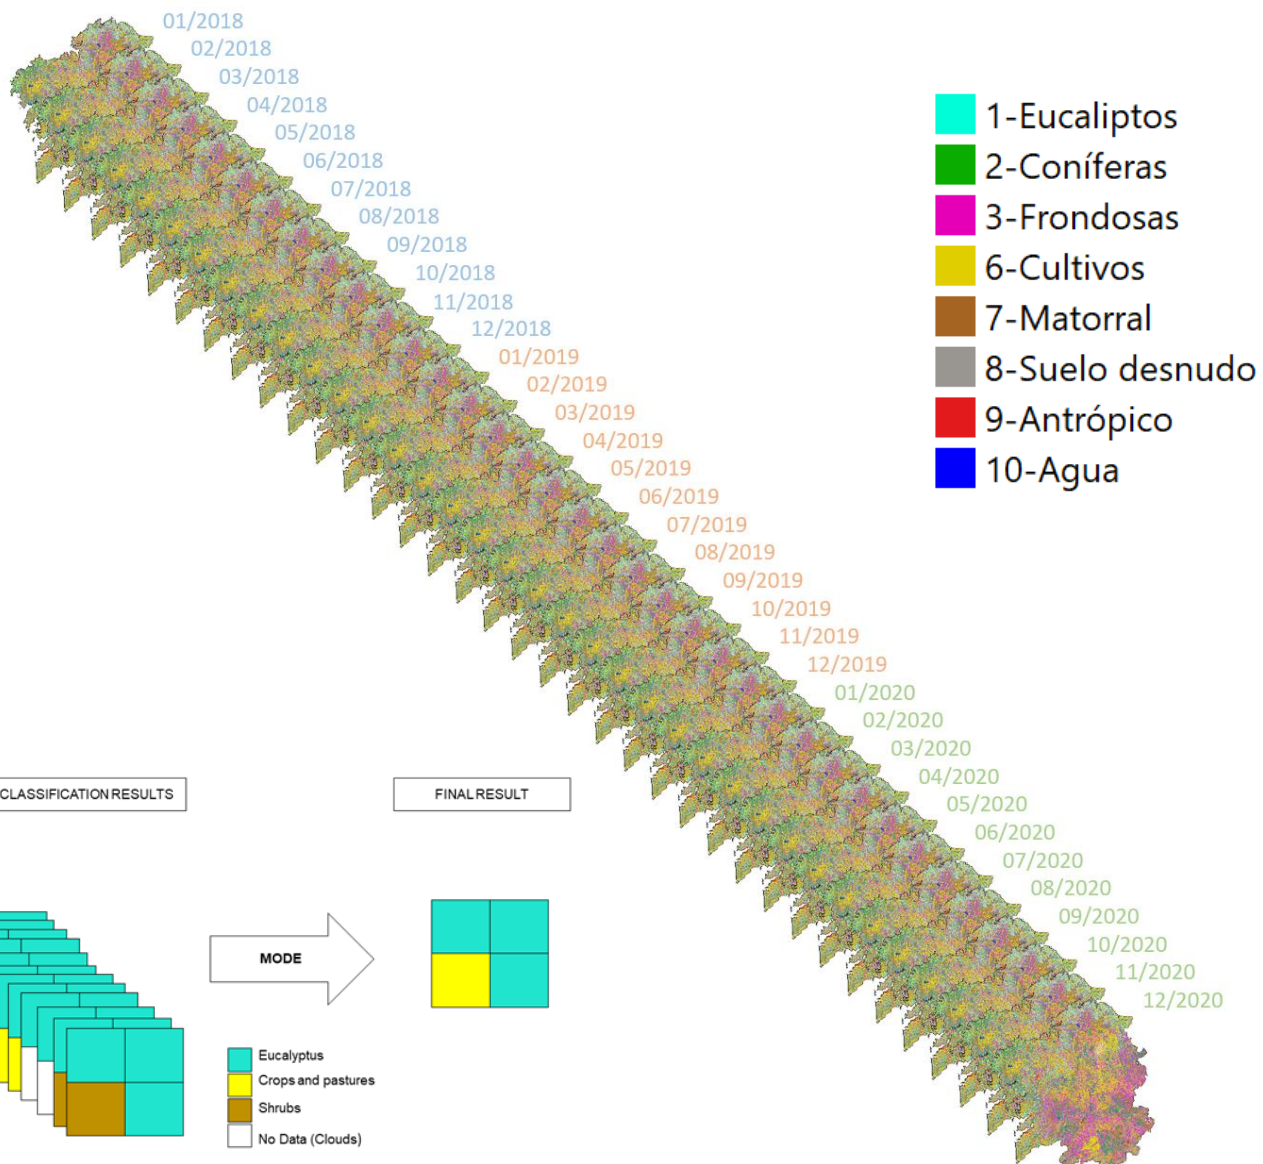 01/2018
02/2018
03/2018
04/2018
05/2018
06/2018
07/2018
08/2018
09/2018
10/2018
11/2018
12/2018
01/2019
02/2019
03/2019
04/2019
05/2019
06/2019
07/2019
08/2019
09/2019
10/2019
11/2019
12/2019
01/2020
02/2020
03/2020
04/2020
05/2020
06/2020
07/2020
08/2020
09/2020
10/2020
11/2020
12/2020
1-Eucaliptos
2-Coníferas
3-Frondosas
6-Cultivos
7-Matorral
8-Suelo desnudo
9-Antrópico
10-Agua
CLASSIFICATION RESULTS
FINAL RESULT
MODE
Eucalyptus
Crops and pastures
Shrubs
No Data (Clouds)